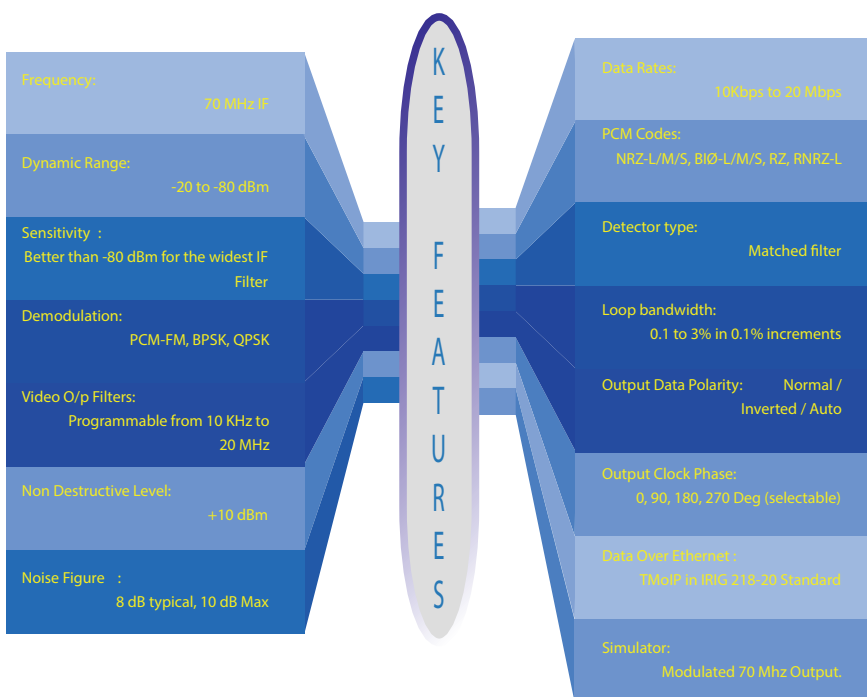 Frequency:
70 MHz IF
Dynamic Range:
-20 to -80 dBm
Sensitivity :
Better than -80 dBm for the widest IF
Filter
Demodulation:
PCM-FM, BPSK, QPSK
Video O/p Filters:
Programmable from 10 KHz to
20 MHz
Non Destructive Level:
+10 dBm
Noise Figure :
8 dB typical, 10 dB Max
KEY FEATURES
Data Rates:
10Kbps to 20 Mbps
PCM Codes:
NRZ-L/M/S, BIØ-L/M/S, RZ, RNRZ-L
Detector type:
Matched filter
Loop bandwidth:
0.1 to 3% in 0.1% increments
Output Data Polarity: Normal /
Inverted / Auto
Output Clock Phase:
0, 90, 180, 270 Deg (selectable)
Data Over Ethernet :
TMoIP in IRIG 218-20 Standard
Simulator:
Modulated 70 Mhz Output.